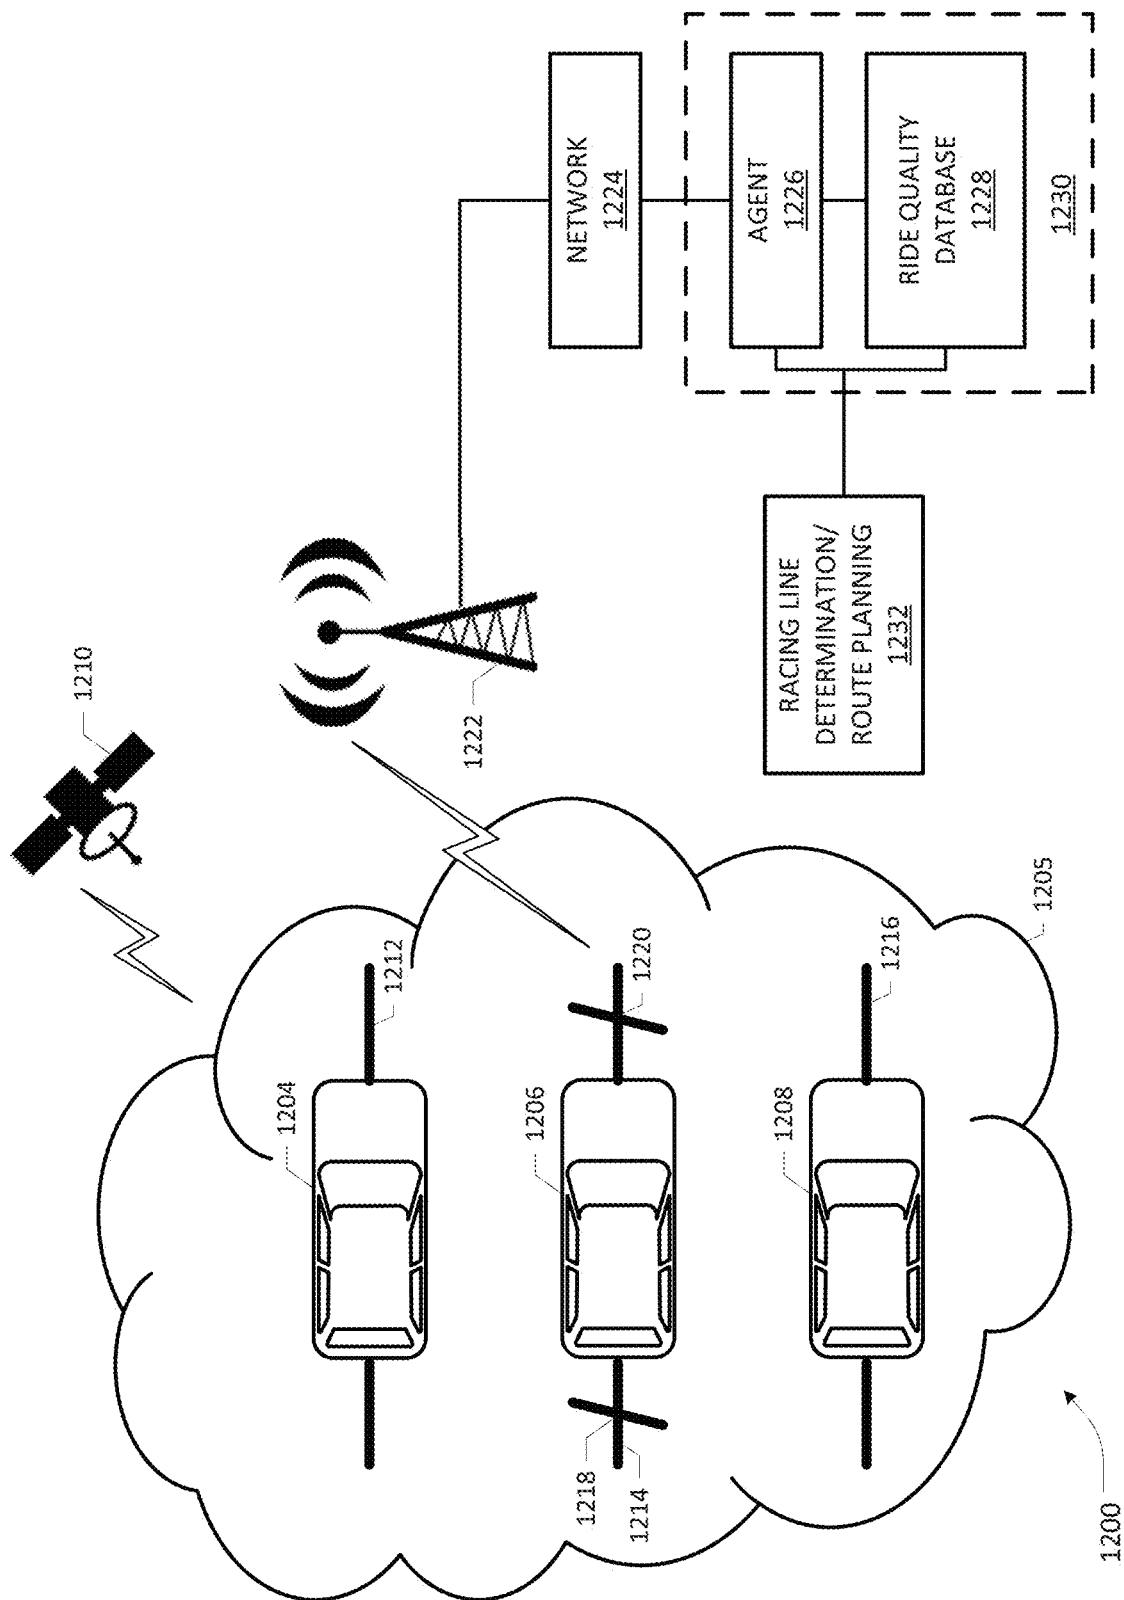 1210
1222
NETWORK
1224
AGENT
1226
RIDE QUALITY
DATABASE
1228
1230
RACING LINE
DETERMINATION/
ROUTE PLANNING
1232
1204
1212
1206
1220
1218
1214
1208
1216
1205
1200